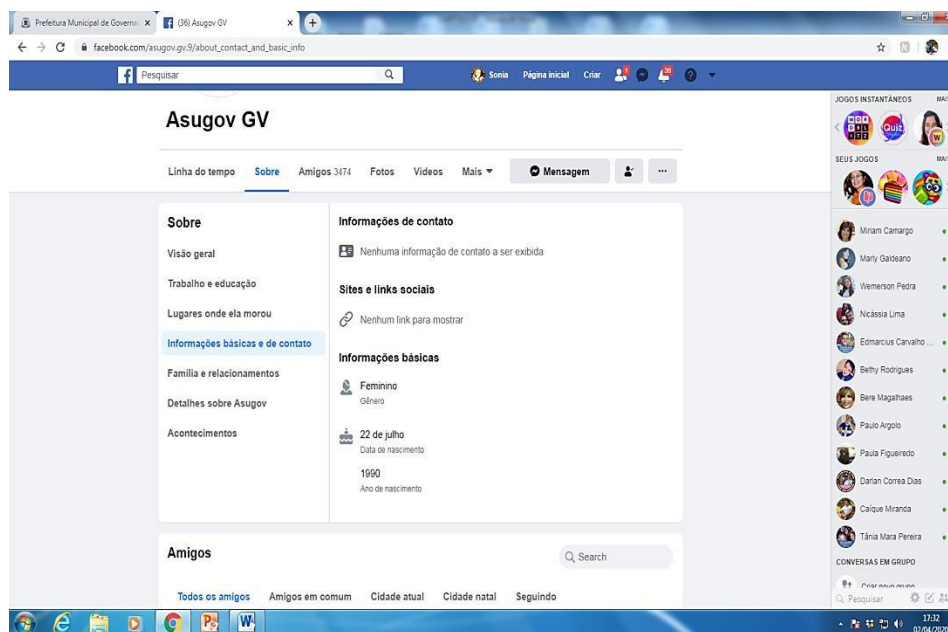 Prefeitura Municipal de Governa
(36) Asugov GV
facebook.com/asugov.gv.9/about_contact_and_basic_info
Pesquisar
Sonia Página inicial Criar
Asugov GV
Linha do tempo Sobre Amigos 3474 Fotos Vídeos Mais Mensagem
Sobre
Visão geral
Trabalho e educação
Lugares onde ela morou
Informações básicas e de contato
Família e relacionamentos
Detalhes sobre Asugov
Acontecimentos
Informações de contato
Nenhuma informação de contato a ser exibida
Sites e links sociais
Nenhum link para mostrar
Informações básicas
Feminino
Gênero
22 de julho
Data de nascimento
1990
Ano de nascimento
Amigos
Search
Todos os amigos Amigos em comum Cidade atual Cidade natal Seguindo
JOGOS INSTANTÂNEOS MAI
Quiz
SEUS JOGOS MAI
Miriam Camargo
Marly Galdeano
Wemerson Pedra
Nicássia Lima
Edmarcius Carvalho ...
Bethy Rodrigues
Bere Magalhaes
Paulo Argolo
Paula Figueiredo
Darlan Correa Dias
Caíque Miranda
Tânia Mara Pereira
CONVERSAS EM GRUPO
Criar novo grupo
Pesquisar
17:32